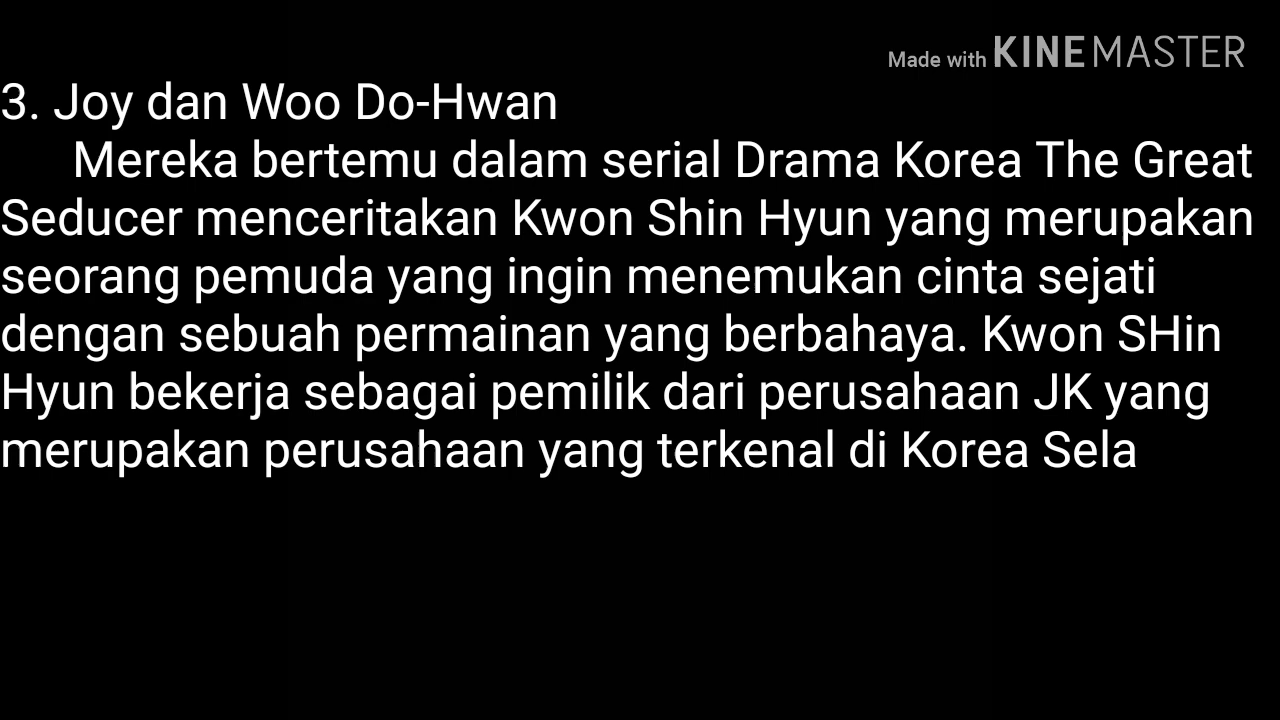 Made with KINEMASTER
3. Joy dan Woo Do-Hwan
Mereka bertemu dalam serial Drama Korea The Great
Seducer menceritakan Kwon Shin Hyun yang merupakan
seorang pemuda yang ingin menemukan cinta sejati
dengan sebuah permainan yang berbahaya. Kwon SHin
Hyun bekerja sebagai pemilik dari perusahaan JK yang
merupakan perusahaan yang terkenal di Korea Sela